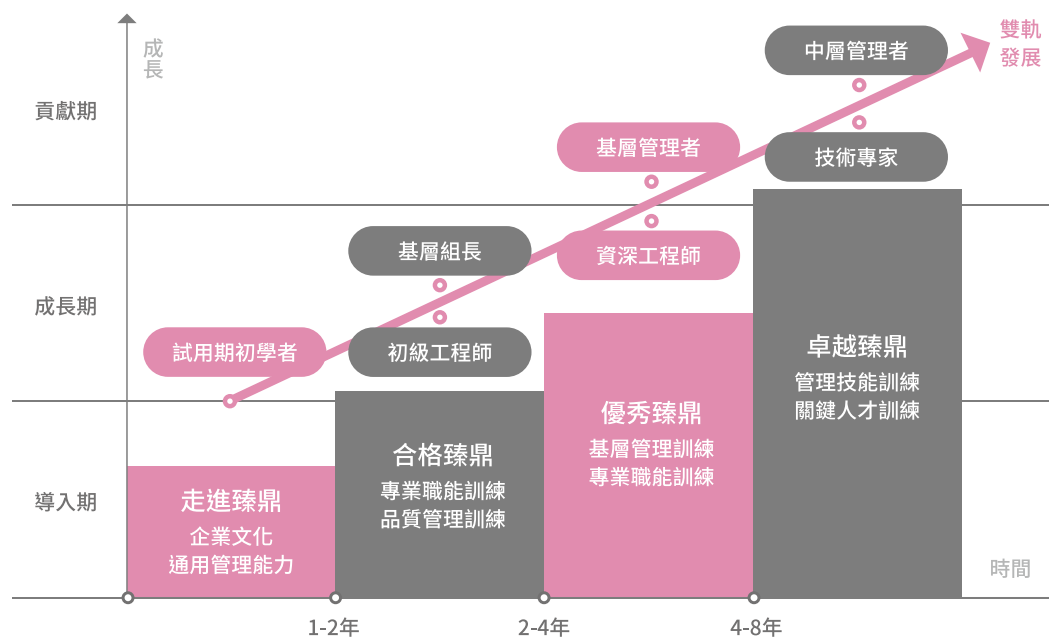 成長
雙軌
發展
中層管理者
貢獻期
基層管理者
技術專家
基層組長
資深工程師
成長期
試用期初學者
初級工程師
卓越臻鼎
管理技能訓練
關鍵人才訓練
優秀臻鼎
基層管理訓練
專業職能訓練
合格臻鼎
專業職能訓練
品質管理訓練
導入期
走進臻鼎
企業文化
通用管理能力
時間
1-2年
2-4年
4-8年